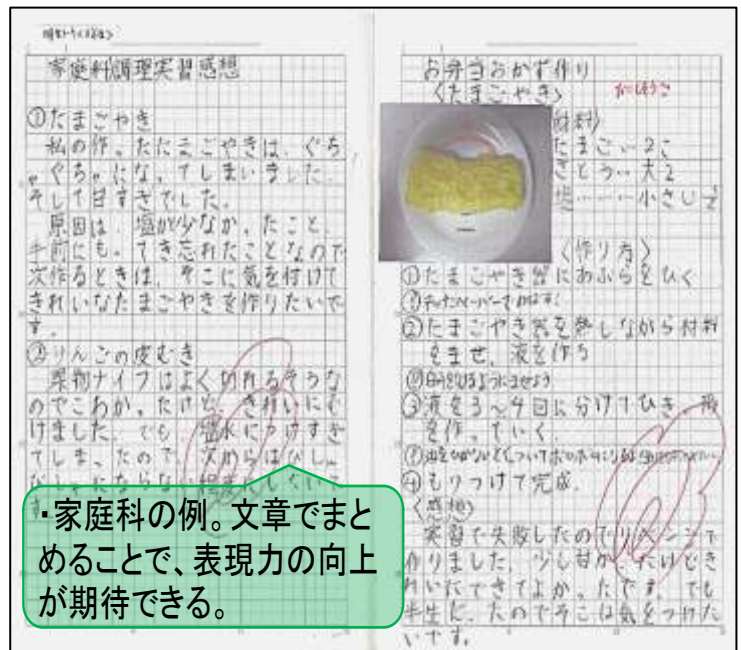 家庭科調理実習感想
①たまごやき
私の作ったたまごやきは、ぐち
ゃぐちゃになってしまいました。
そして甘すぎでした。
原因は、塩が少なかったこと、
手前にもってき忘れたことなので
次作るときは、そこに気を付けて
きれいなたまごやきを作りたいで
す。
②りんごの皮むき
果物ナイフはよく切れるそうな
のでこわかったけど、きれいにむ
けました。でも、塩水につけすぎ
てしまったので、次からは
・家庭科の例。文章でまと
めることで、表現力の向上
が期待できる。
お弁当おかず作り
〈たまごやき〉
材料〉
たまご…2こ
さとう…大2
塩……小さじ
〈作り方〉
①たまごやき器にあぶらをひく
②たまごやき器を熱しながら材料
をまぜ、液を作る
③液を3〜4回に分けてひき、形
を作っていく。
④もりつけて完成。
〈感想〉
実習で失敗したのでリベンジで
作りました。少し甘かったけどき
れいにできてよかったです。でも
半生だったのでそこは気をつけた
いです。